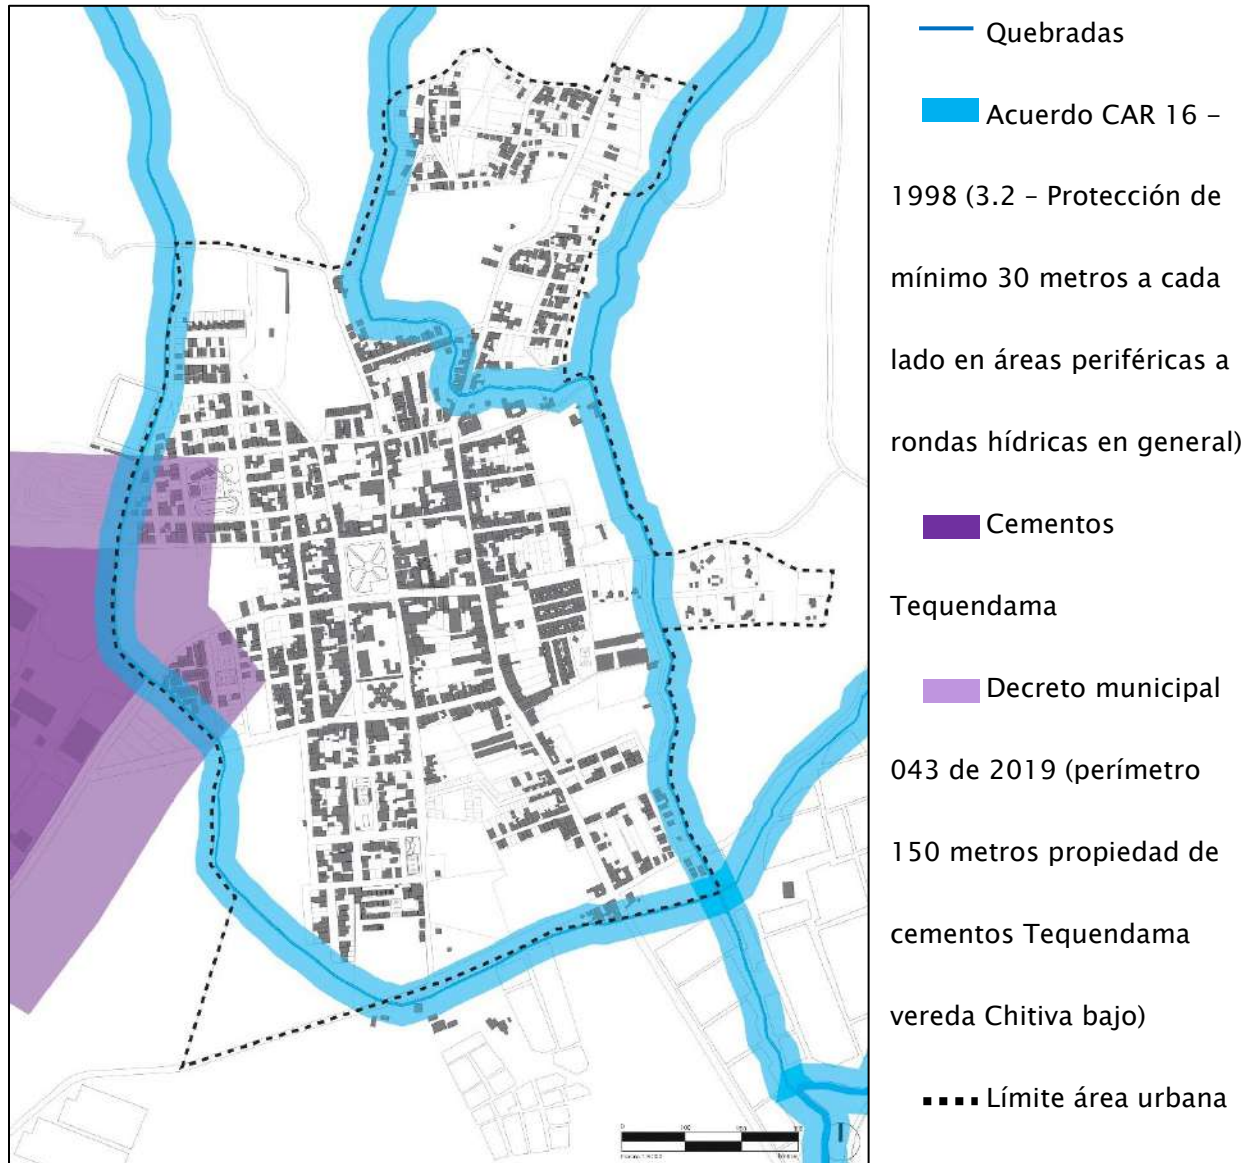 Quebradas
Acuerdo CAR 16 –
1998 (3.2 – Protección de
mínimo 30 metros a cada
lado en áreas periféricas a
rondas hídricas en general)
Cementos
Tequendama
Decreto municipal
043 de 2019 (perímetro
150 metros propiedad de
cementos Tequendama
vereda Chitiva bajo)
Límite área urbana
0